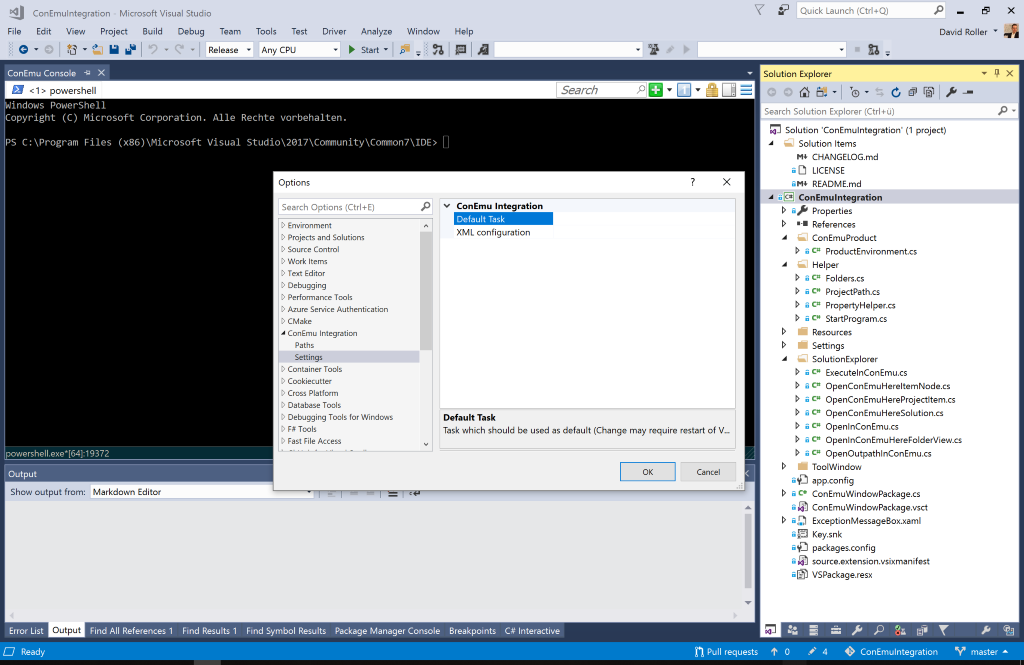 ConEmuIntegration - Microsoft Visual Studio
Quick Launch (Ctrl+Q)
File Edit View Project Build Debug Team Tools Test Driver Analyze Window Help
David Roller
Release Any CPU Start
ConEmu Console
<1> powershell
Search
Windows PowerShell
Copyright (C) Microsoft Corporation. Alle Rechte vorbehalten.
PS C:\Program Files (x86)\Microsoft Visual Studio\2017\Community\Common7\IDE>
powershell.exe*[64]:19372
Options
?
Search Options (Ctrl+E)
Environment
Projects and Solutions
Source Control
Work Items
Text Editor
Debugging
Performance Tools
Azure Service Authentication
CMake
ConEmu Integration
Paths
Settings
Container Tools
Cookiecutter
Cross Platform
Database Tools
Debugging Tools for Windows
F# Tools
Fast File Access
ConEmu Integration
Default Task
XML configuration
Default Task
Task which should be used as default (Change may require restart of V...
OK Cancel
Output
Show output from: Markdown Editor
Error List Output Find All References 1 Find Results 1 Find Symbol Results Package Manager Console Breakpoints C# Interactive
Solution Explorer
Search Solution Explorer (Ctrl+ü)
Solution 'ConEmuIntegration' (1 project)
Solution Items
CHANGELOG.md
LICENSE
README.md
ConEmuIntegration
Properties
References
ConEmuProduct
ProductEnvironment.cs
Helper
Folders.cs
ProjectPath.cs
PropertyHelper.cs
StartProgram.cs
Resources
Settings
SolutionExplorer
ExecuteInConEmu.cs
OpenConEmuHereItemNode.cs
OpenConEmuHereProjectItem.cs
OpenConEmuHereSolution.cs
OpenInConEmu.cs
OpenInConEmuHereFolderView.cs
OpenOutpathInConEmu.cs
ToolWindow
app.config
ConEmuWindowPackage.cs
ConEmuWindowPackage.vsct
ExceptionMessageBox.xaml
Key.snk
packages.config
source.extension.vsixmanifest
VSPackage.resx
Ready
Pull requests 0 4 ConEmuIntegration master